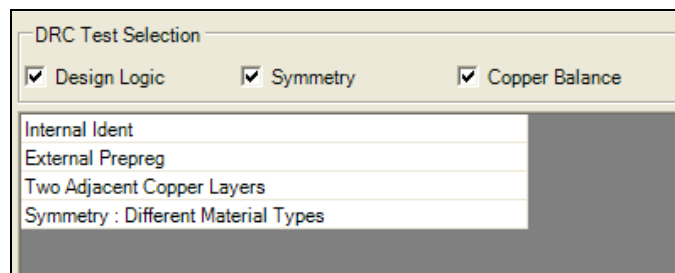 DRC Test Selection
Design Logic Symmetry Copper Balance
Internal Ident
External Prepreg
Two Adjacent Copper Layers
Symmetry : Different Material Types